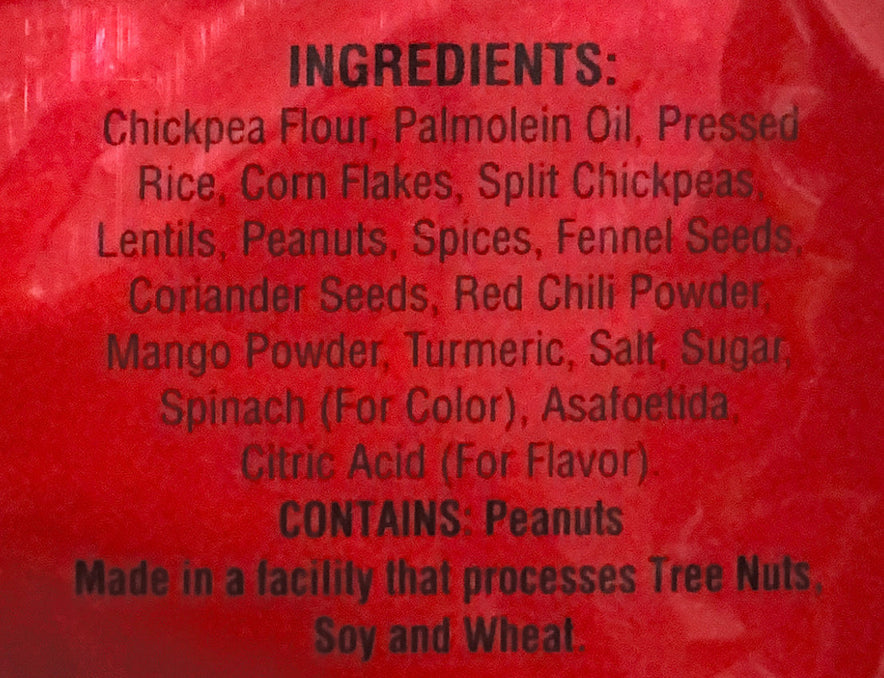 INGREDIENTS:
Chickpea Flour, Palmolein Oil, Pressed
Rice, Corn Flakes, Split Chickpeas,
Lentils, Peanuts, Spices, Fennel Seeds,
Coriander Seeds, Red Chili Powder,
Mango Powder, Turmeric, Salt, Sugar,
Spinach (For Color), Asafoetida,
Citric Acid (For Flavor).
CONTAINS: Peanuts
Made in a facility that processes Tree Nuts,
Soy and Wheat.